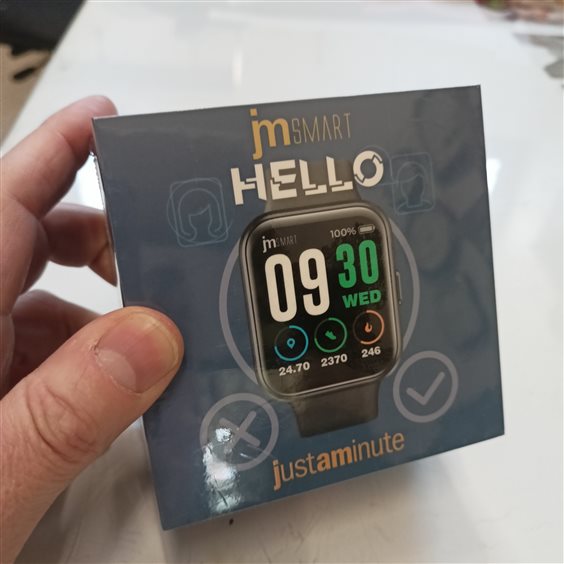 jm SMART
HELLO
jm SMART
100%
09 30
WED
24.70 2370 246
justaminute